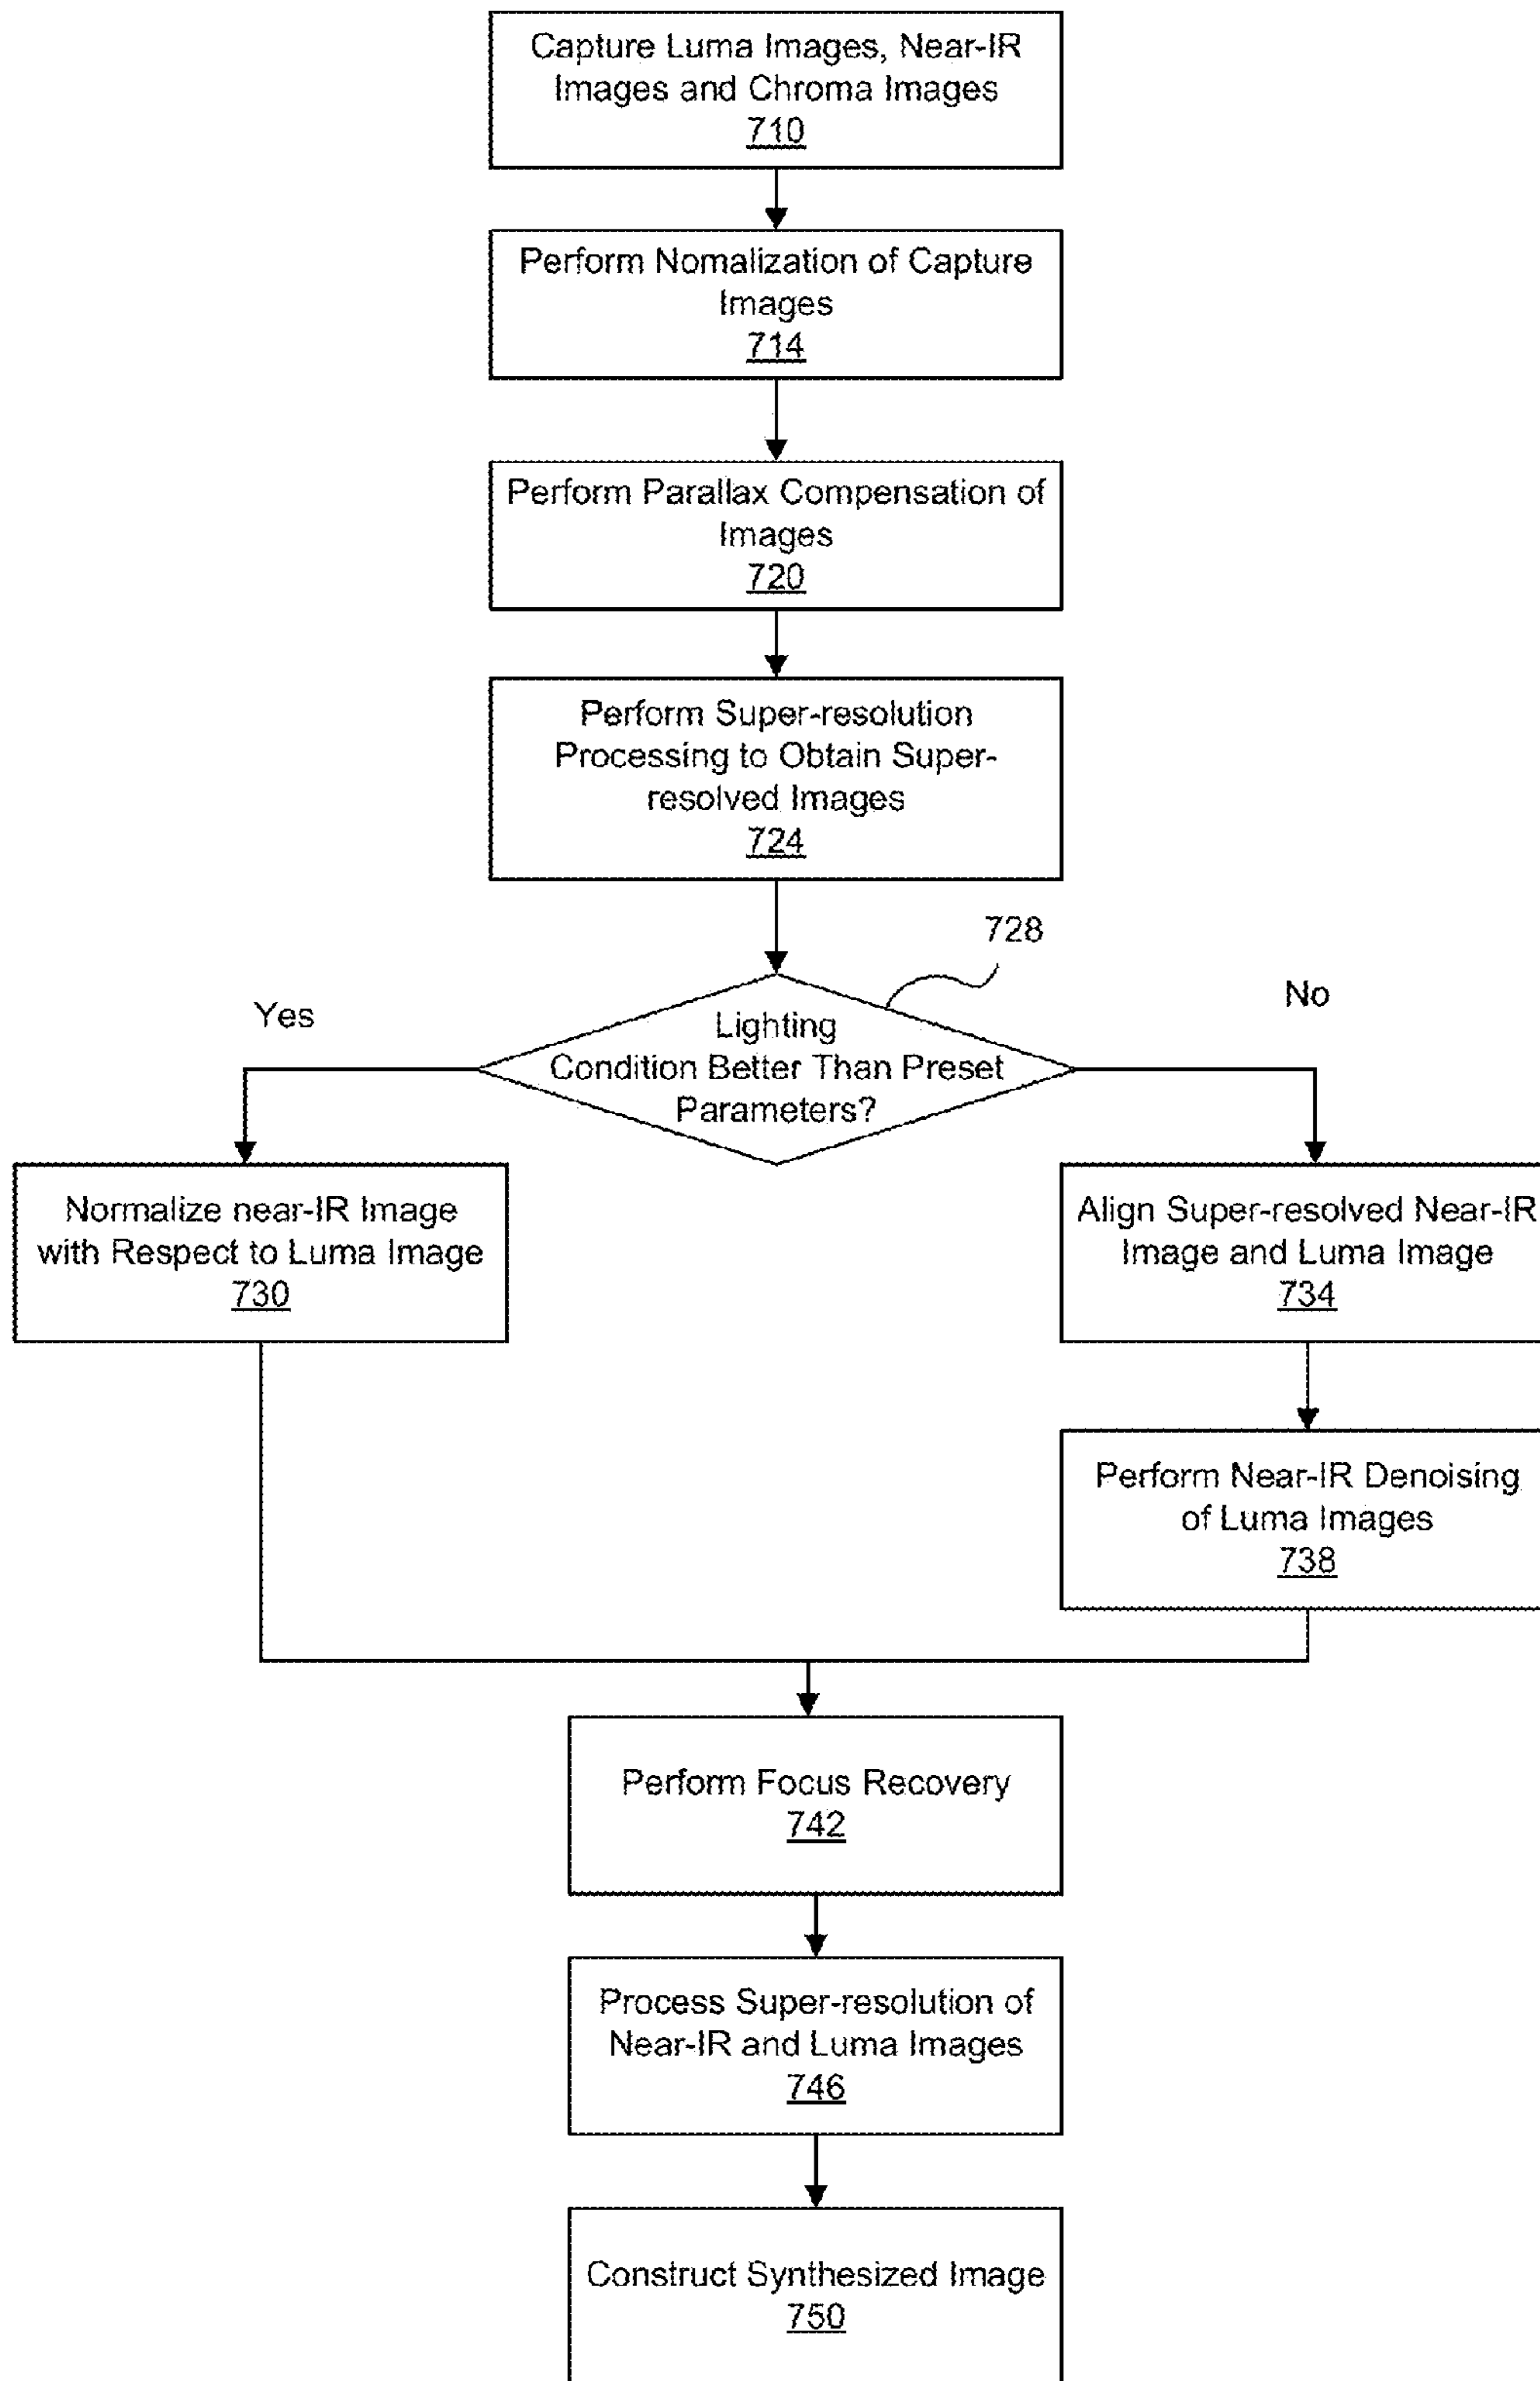 Capture Luma Images, Near-IR
Images and Chroma Images
710
Perform Nomalization of Capture
Images
714
Perform Parallax Compensation of
Images
720
Perform Super-resolution
Processing to Obtain Super-
resolved Images
724
728
Yes
No
Lighting
Condition Better Than Preset
Parameters?
Normalize near-IR Image
with Respect to Luma Image
730
Align Super-resolved Near-IR
Image and Luma Image
734
Perform Near-IR Denoising
of Luma Images
738
Perform Focus Recovery
742
Process Super-resolution of
Near-IR and Luma Images
746
Construct Synthesized Image
750